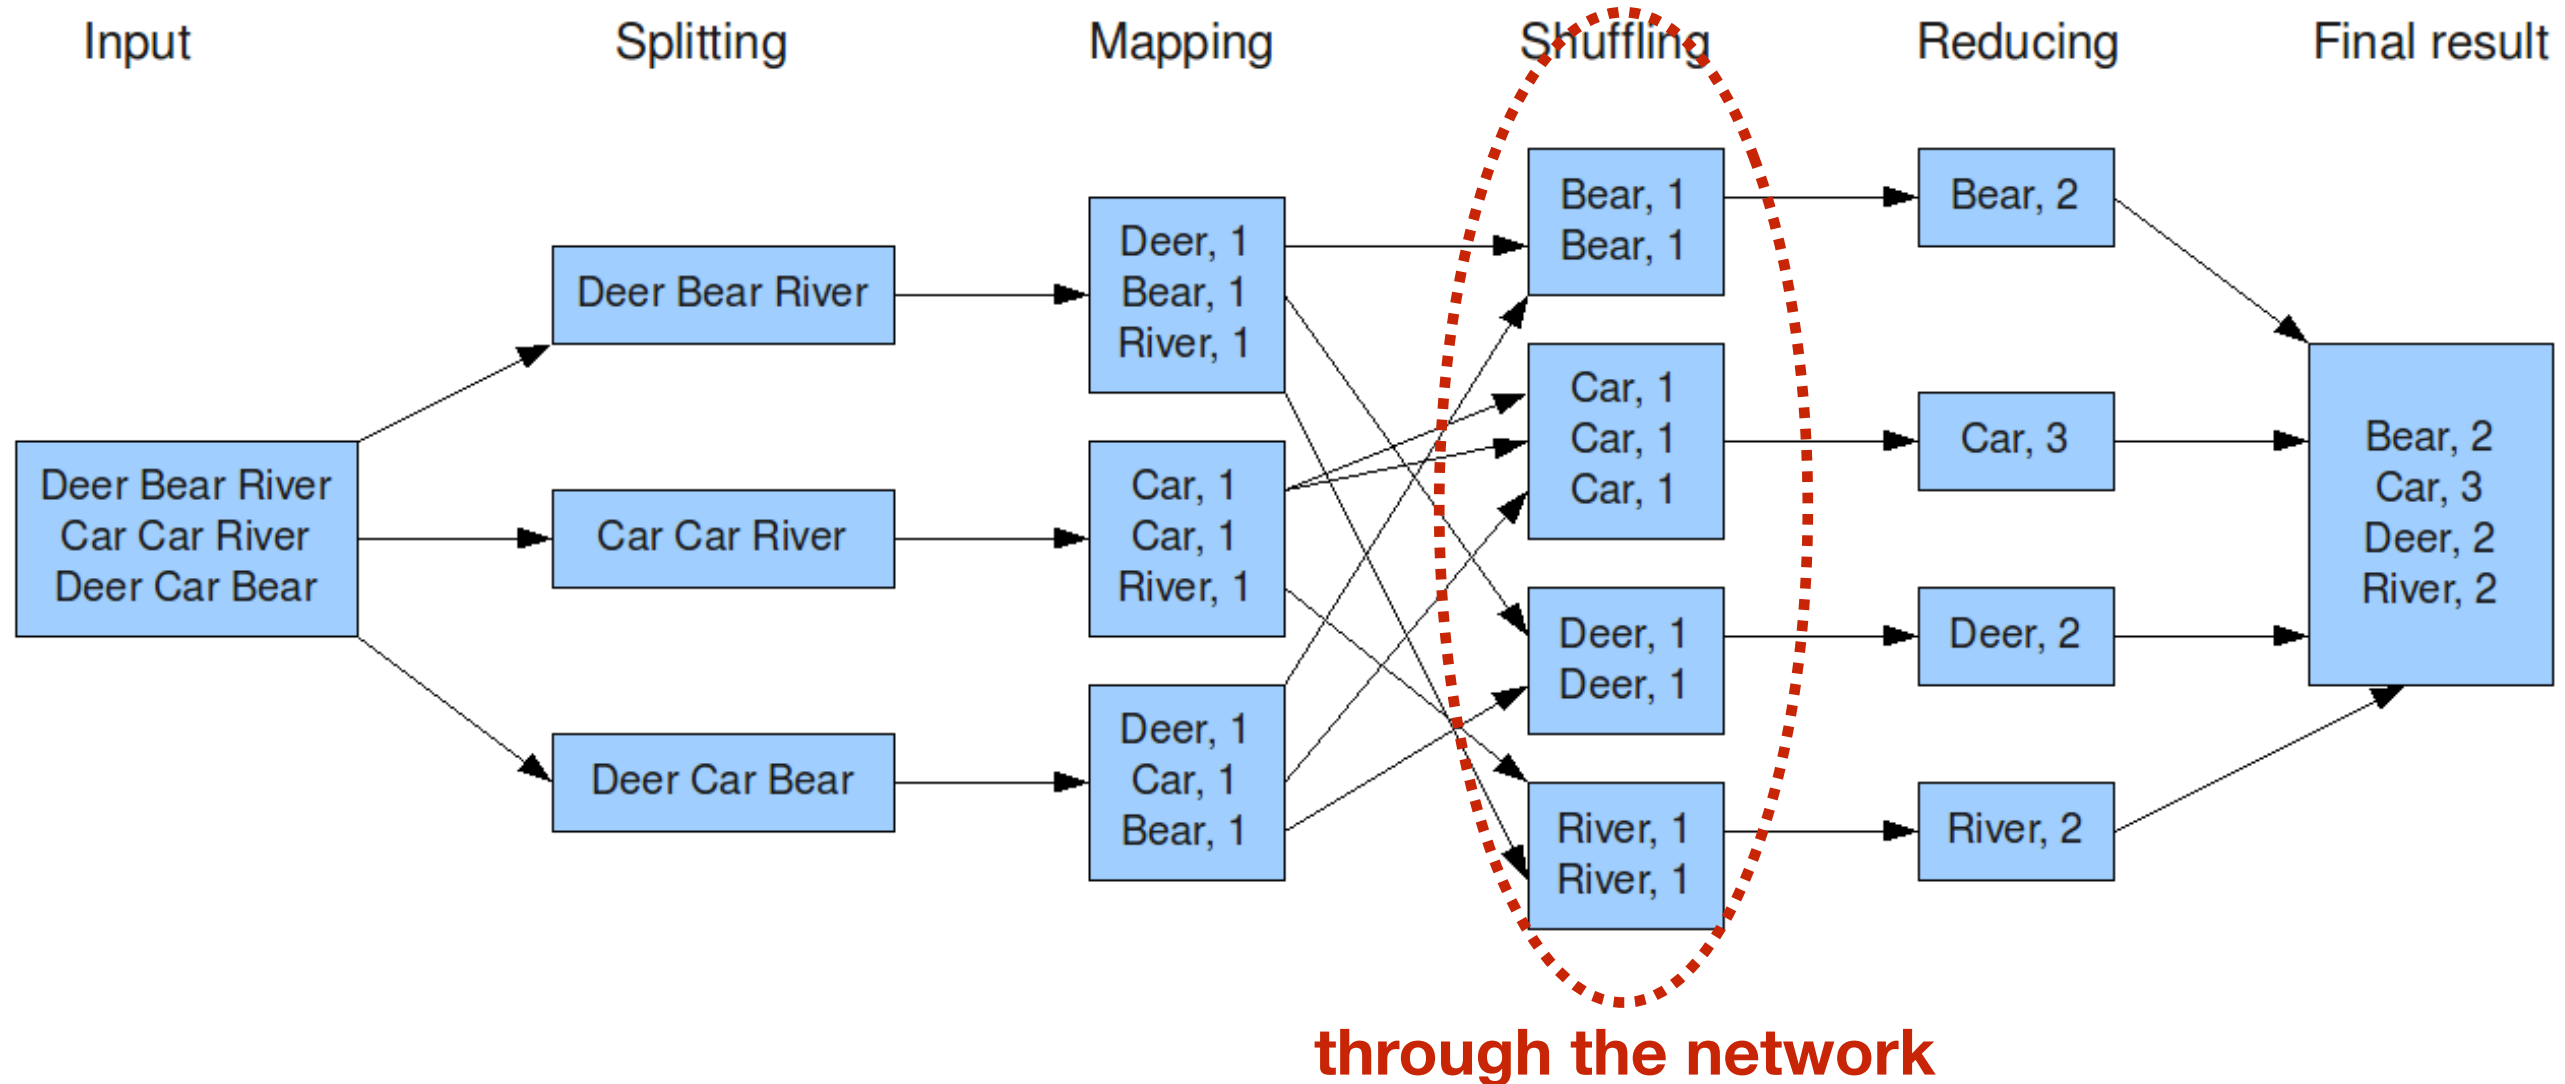 Input
Splitting
Mapping
Shuffling
Reducing
Final result
Deer Bear River
Car Car River
Deer Car Bear
Deer Bear River
Car Car River
Deer Car Bear
Deer, 1
Bear, 1
River, 1
Car, 1
Car, 1
River, 1
Deer, 1
Car, 1
Bear, 1
Bear, 1
Bear, 1
Car, 1
Car, 1
Car, 1
Deer, 1
Deer, 1
River, 1
River, 1
Bear, 2
Car, 3
Deer, 2
River, 2
Bear, 2
Car, 3
Deer, 2
River, 2
through the network